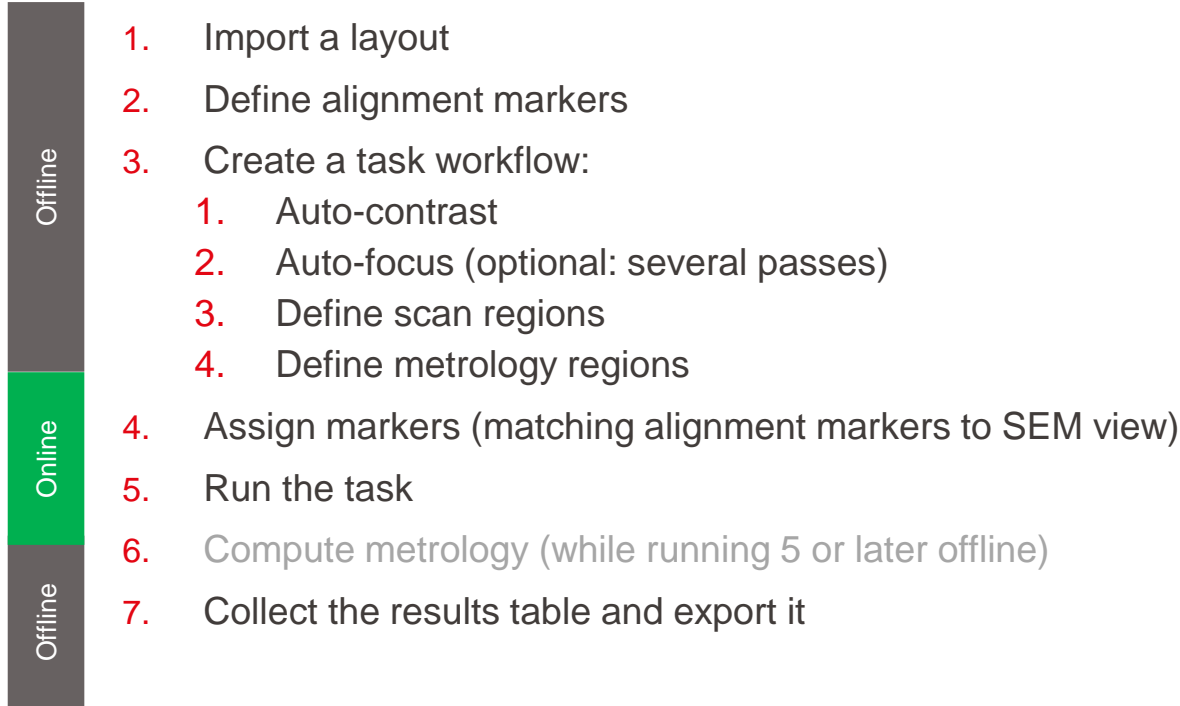 Offline
1. Import a layout
2. Define alignment markers
3. Create a task workflow:
1. Auto-contrast
2. Auto-focus (optional: several passes)
3. Define scan regions
4. Define metrology regions
Online
4. Assign markers (matching alignment markers to SEM view)
5. Run the task
Offline
6. Compute metrology (while running 5 or later offline)
7. Collect the results table and export it